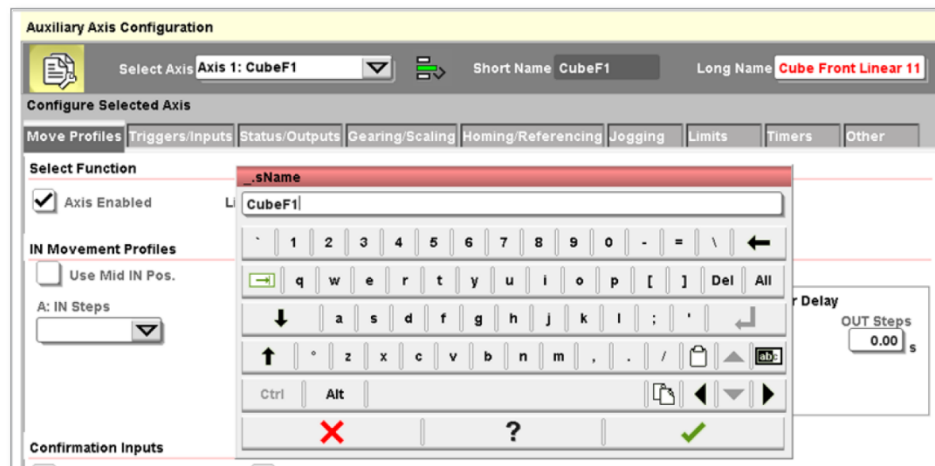 Auxiliary Axis Configuration
Select Axis Axis 1: CubeF1 Short Name CubeF1 Long Name Cube Front Linear 11
Configure Selected Axis
Move Profiles Triggers/Inputs Status/Outputs Gearing/Scaling Homing/Referencing Jogging Limits Timers Other
Select Function
_.sName
Axis Enabled
CubeF1
` 1 2 3 4 5 6 7 8 9 0 - = \
IN Movement Profiles
Use Mid IN Pos.
q w e r t y u i o p [ ] Del All
A: IN Steps
Delay
a s d f g h j k l ; '
OUT Steps
0.00 s
° z x c v b n m , . / abc
Ctrl Alt
?
Confirmation Inputs